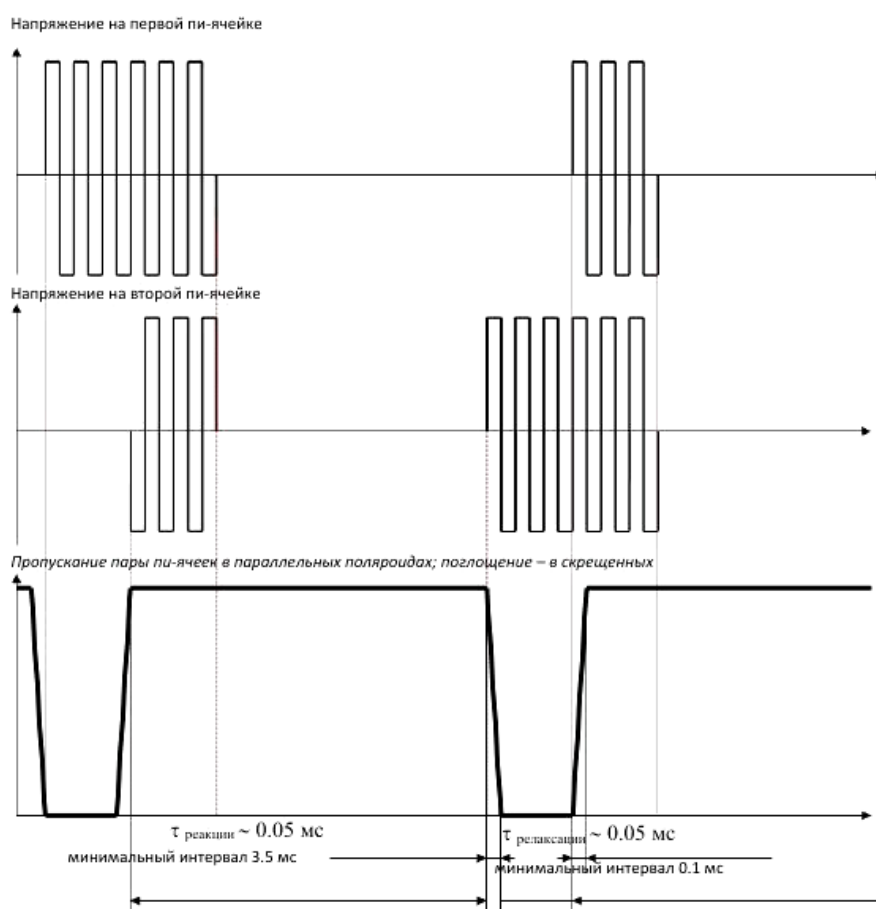 Напряжение на первой пи-ячейке
Напряжение на второй пи-ячейке
Пропускание пары пи-ячеек в параллельных поляроидах; поглощение – в скрещенных
τ реакции ~ 0.05 мс
τ релаксации ~ 0.05 мс
минимальный интервал 3.5 мс
минимальный интервал 0.1 мс